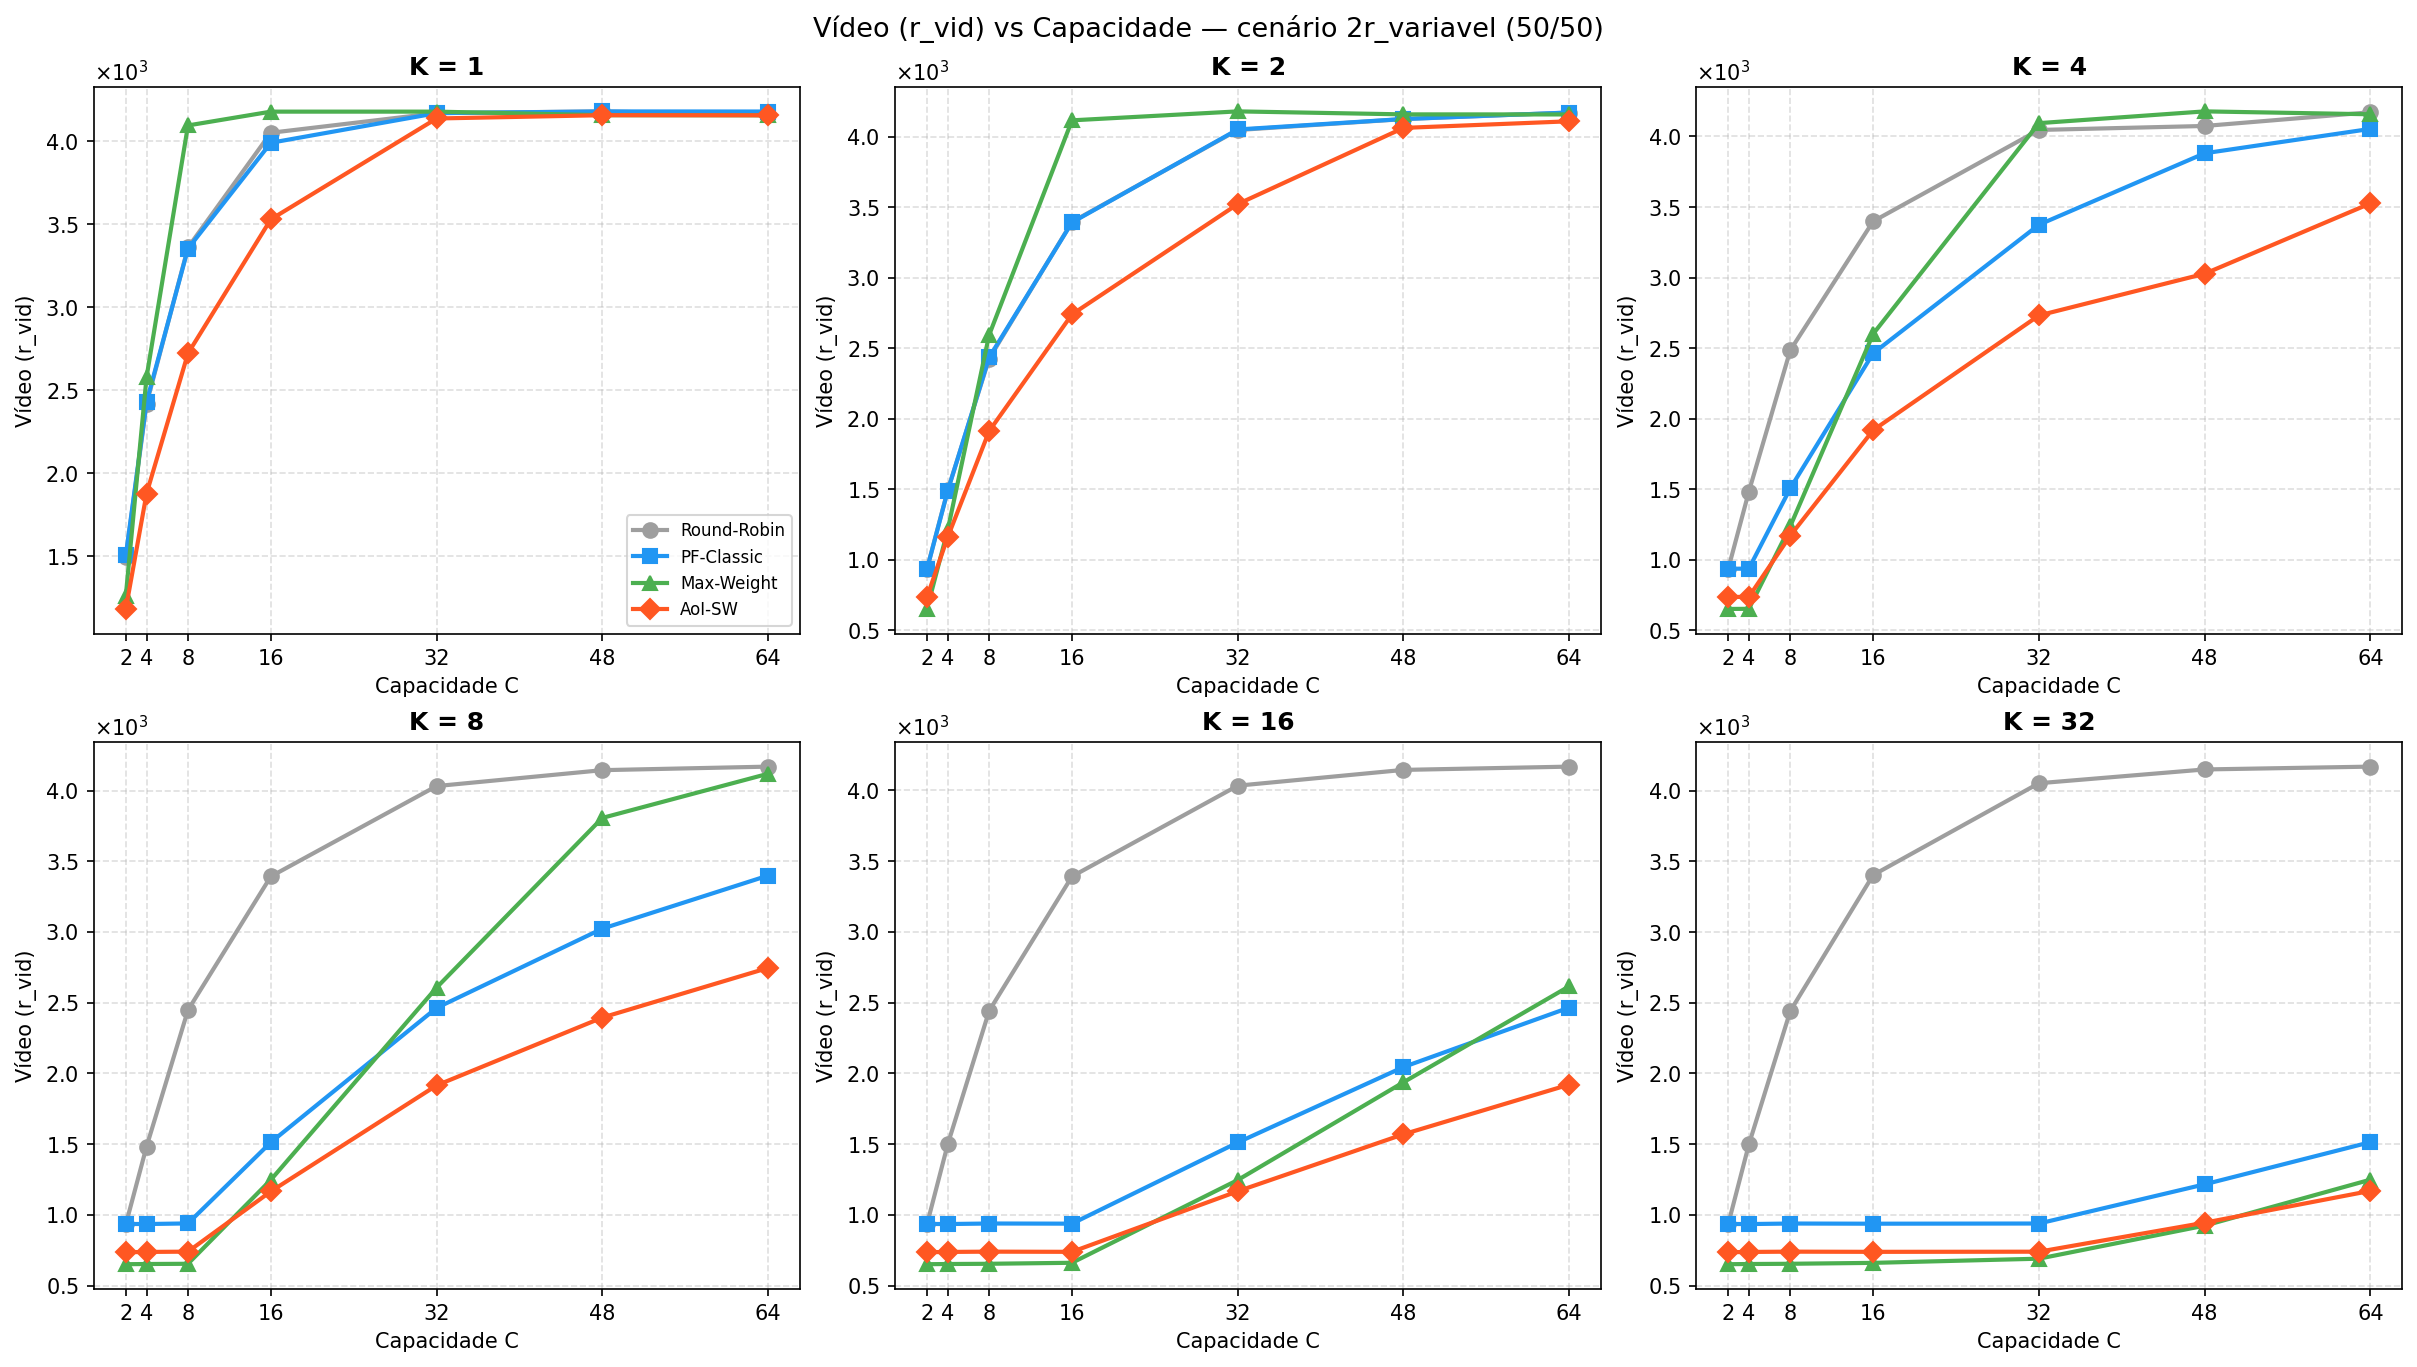 Vídeo (r_vid) vs Capacidade — cenário 2r_variavel (50/50)
K = 1
×10³
Vídeo (r_vid)
4.0
3.5
3.0
2.5
2.0
1.5
2 4 8 16 32 48 64
Capacidade C
Round-Robin
PF-Classic
Max-Weight
AoI-SW
K = 2
×10³
Vídeo (r_vid)
4.0
3.5
3.0
2.5
2.0
1.5
1.0
0.5
2 4 8 16 32 48 64
Capacidade C
K = 4
×10³
Vídeo (r_vid)
4.0
3.5
3.0
2.5
2.0
1.5
1.0
0.5
2 4 8 16 32 48 64
Capacidade C
K = 8
×10³
Vídeo (r_vid)
4.0
3.5
3.0
2.5
2.0
1.5
1.0
0.5
2 4 8 16 32 48 64
Capacidade C
K = 16
×10³
Vídeo (r_vid)
4.0
3.5
3.0
2.5
2.0
1.5
1.0
0.5
2 4 8 16 32 48 64
Capacidade C
K = 32
×10³
Vídeo (r_vid)
4.0
3.5
3.0
2.5
2.0
1.5
1.0
0.5
2 4 8 16 32 48 64
Capacidade C